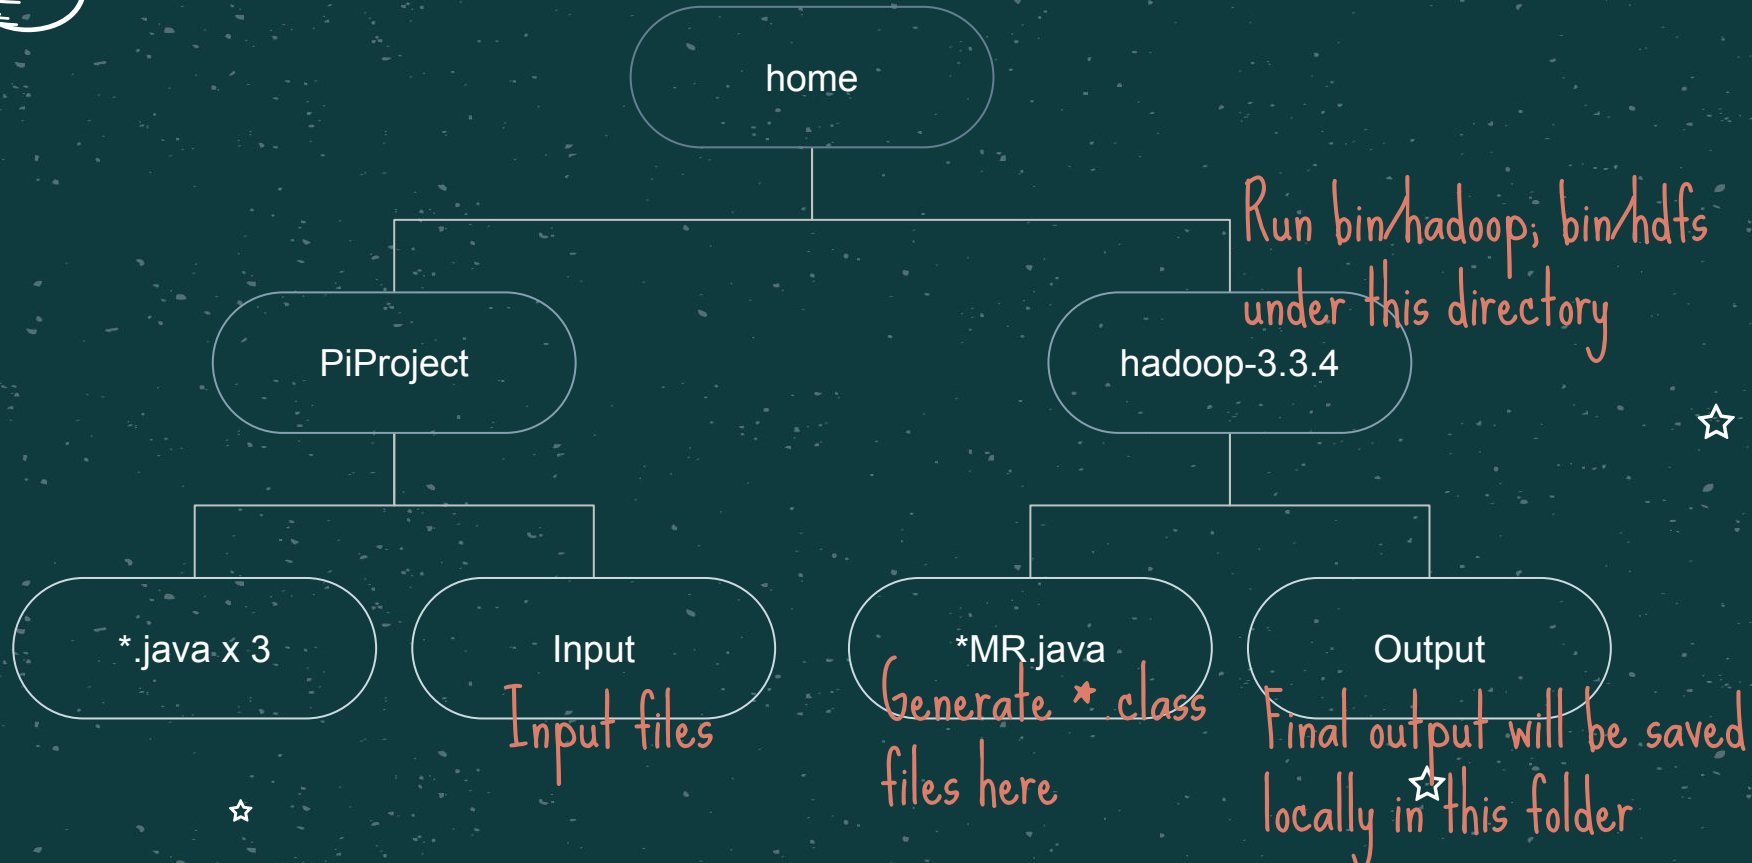 home
Run bin/hadoop; bin/hdfs
under this directory
PiProject
hadoop-3.3.4
*.java x 3
Input
Input files
*MR.java
Generate *.class
files here
Output
Final output will be saved
locally in this folder